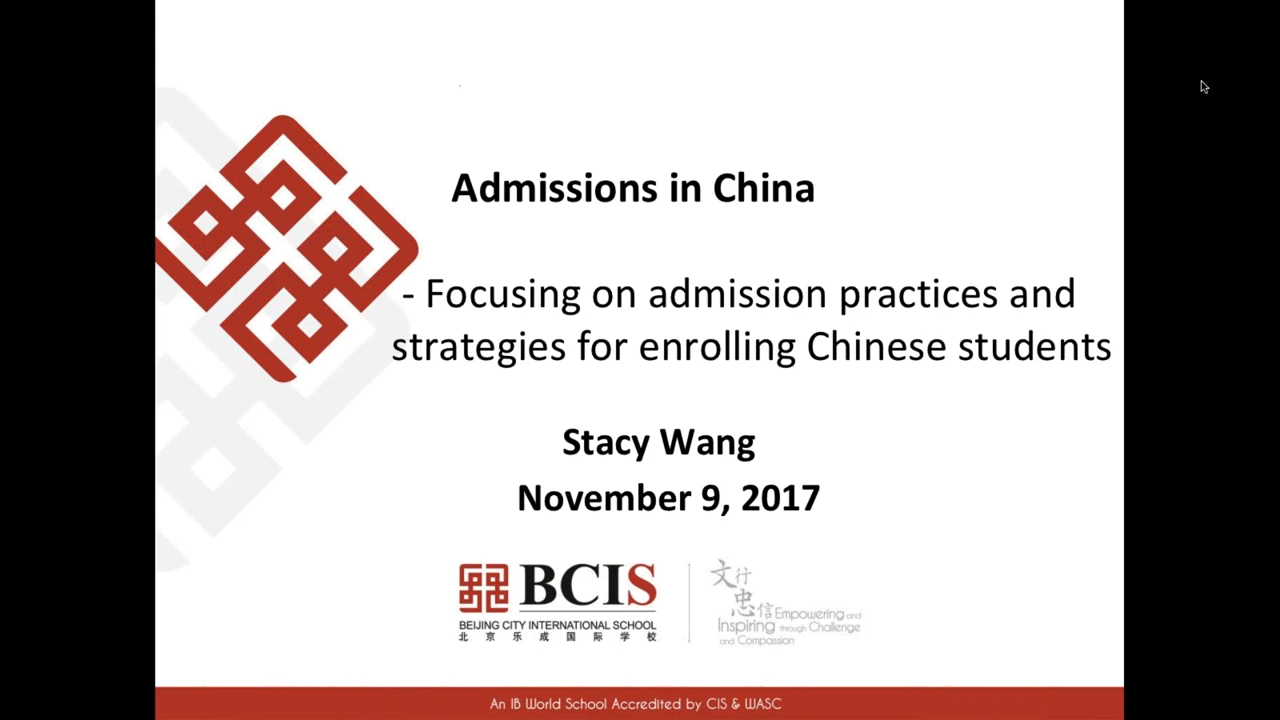 Admissions in China
- Focusing on admission practices and
strategies for enrolling Chinese students
Stacy Wang
November 9, 2017
BCIS
BEIJING CITY INTERNATIONAL SCHOOL
北京乐成国际学校
文行
忠信
Empowering and
Inspiring through Challenge
and Compassion
An IB World School Accredited by CIS & WASC